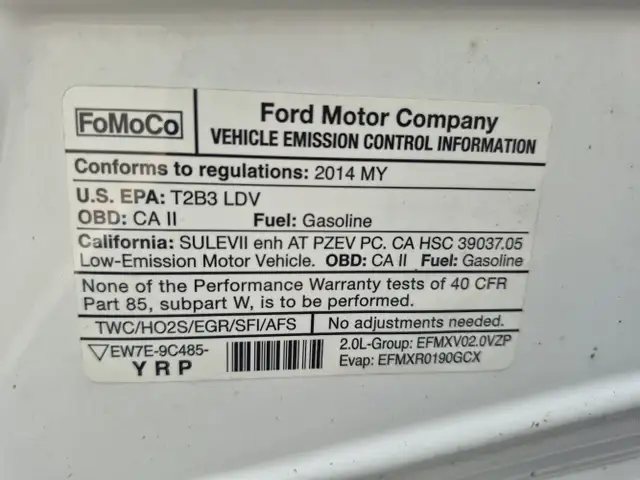 FoMoCo
Ford Motor Company
VEHICLE EMISSION CONTROL INFORMATION
Conforms to regulations: 2014 MY
U.S. EPA: T2B3 LDV
OBD: CA II Fuel: Gasoline
California: SULEVII enh AT PZEV PC. CA HSC 39037.05
Low-Emission Motor Vehicle. OBD: CA II Fuel: Gasoline
None of the Performance Warranty tests of 40 CFR
Part 85, subpart W, is to be performed.
TWC/HO2S/EGR/SFI/AFS No adjustments needed.
EW7E-9C485-
Y R P
2.0L-Group: EFMXV02.0VZP
Evap: EFMXR0190GCX